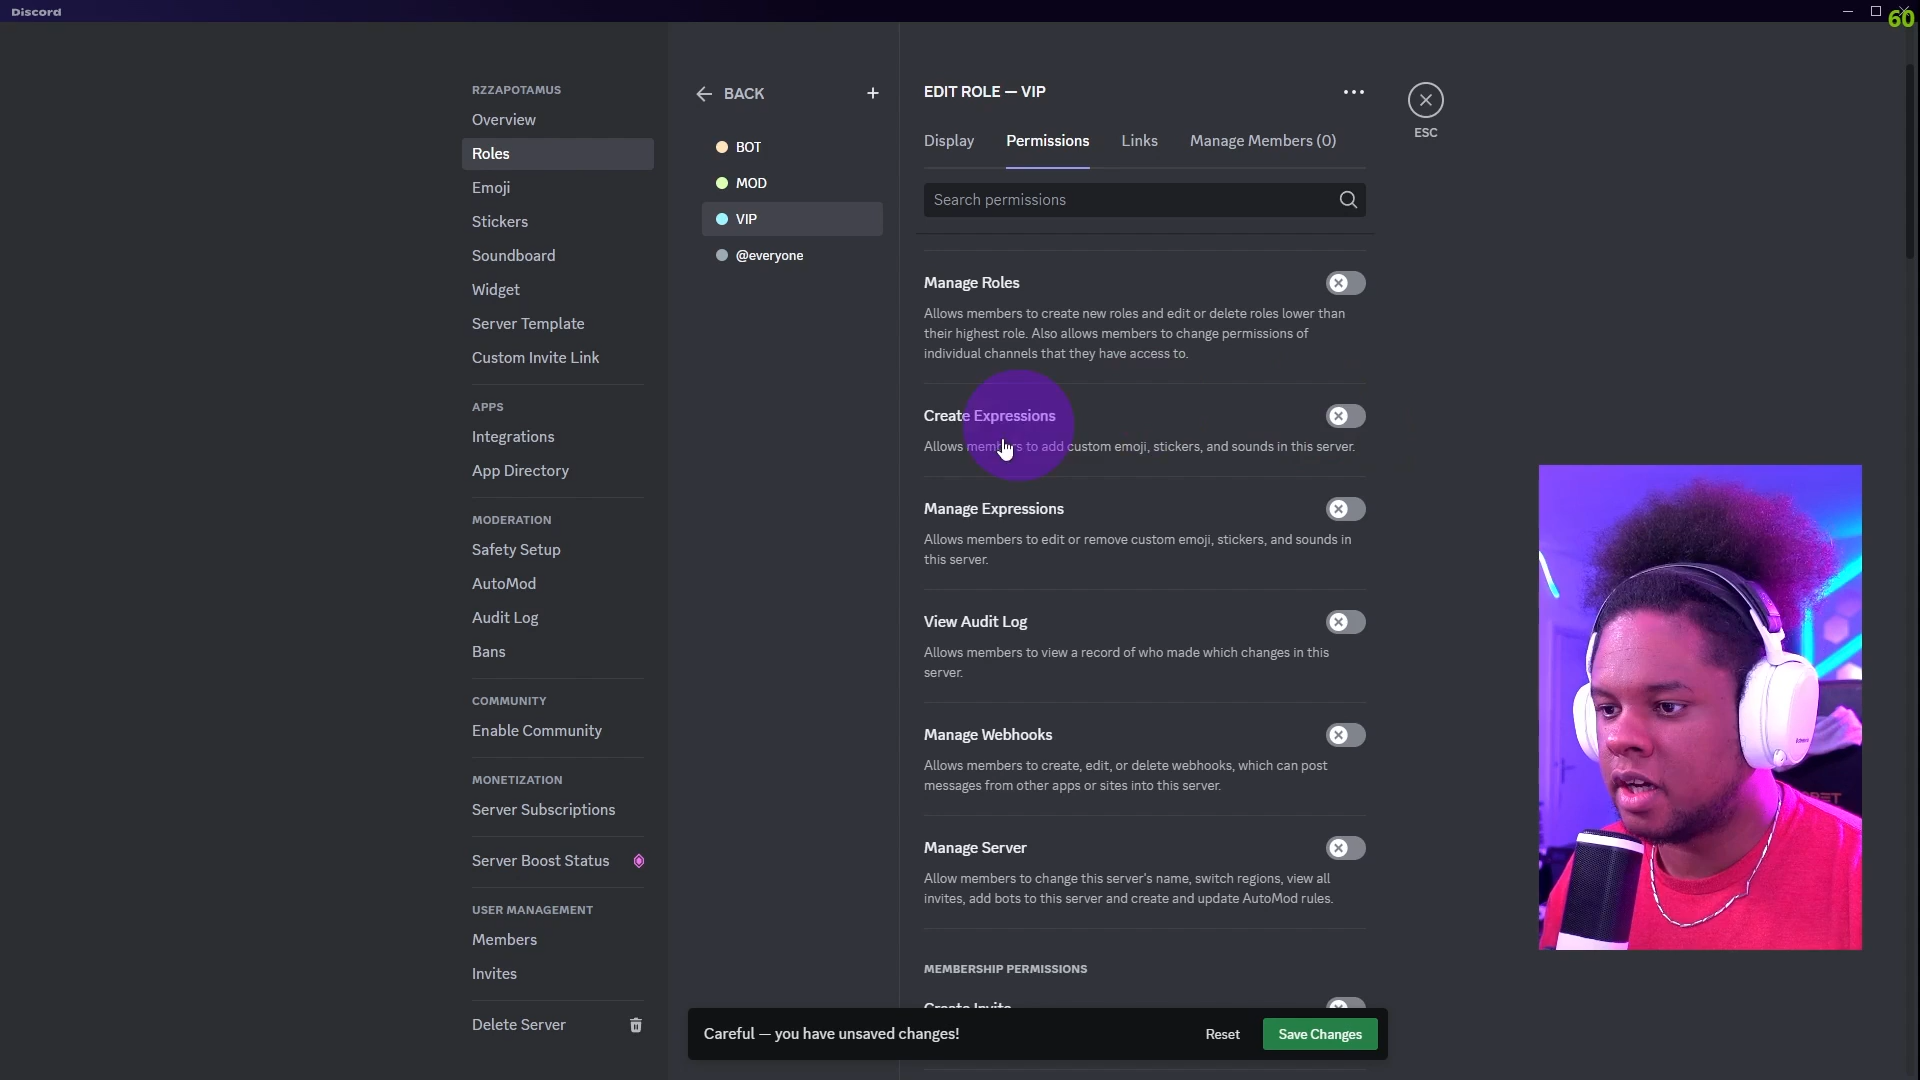 Discord
60
RZZAPOTAMUS
Overview
Roles
Emoji
Stickers
Soundboard
Widget
Server Template
Custom Invite Link
APPS
Integrations
App Directory
MODERATION
Safety Setup
AutoMod
Audit Log
Bans
COMMUNITY
Enable Community
MONETIZATION
Server Subscriptions
Server Boost Status
USER MANAGEMENT
Members
Invites
Delete Server
BACK
BOT
MOD
VIP
@everyone
EDIT ROLE — VIP
ESC
Display Permissions Links Manage Members (0)
Search permissions
Manage Roles
Allows members to create new roles and edit or delete roles lower than
their highest role. Also allows members to change permissions of
individual channels that they have access to.
Create Expressions
Allows members to add custom emoji, stickers, and sounds in this server.
Manage Expressions
Allows members to edit or remove custom emoji, stickers, and sounds in
this server.
View Audit Log
Allows members to view a record of who made which changes in this
server.
Manage Webhooks
Allows members to create, edit, or delete webhooks, which can post
messages from other apps or sites into this server.
Manage Server
Allow members to change this server's name, switch regions, view all
invites, add bots to this server and create and update AutoMod rules.
MEMBERSHIP PERMISSIONS
Create Invite
Careful — you have unsaved changes!
Reset
Save Changes